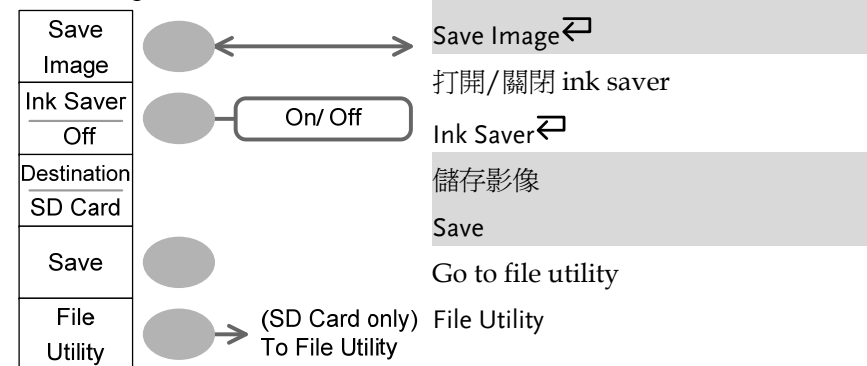 Save
Image
Ink Saver
Off
Destination
SD Card
Save
File
Utility
On/ Off
(SD Card only)
To File Utility
Save Image
打開/關閉 ink saver
Ink Saver
儲存影像
Save
Go to file utility
File Utility